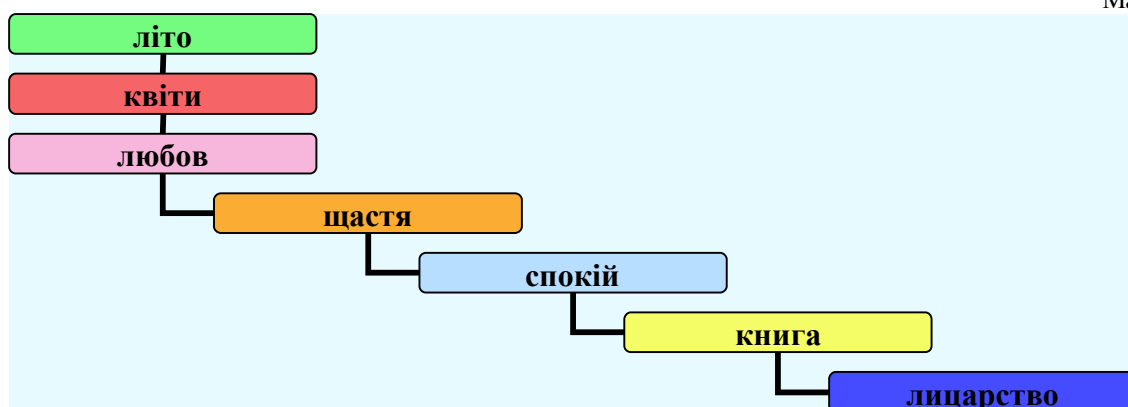 літо
квіти
любов
щастя
спокій
книга
лицарство